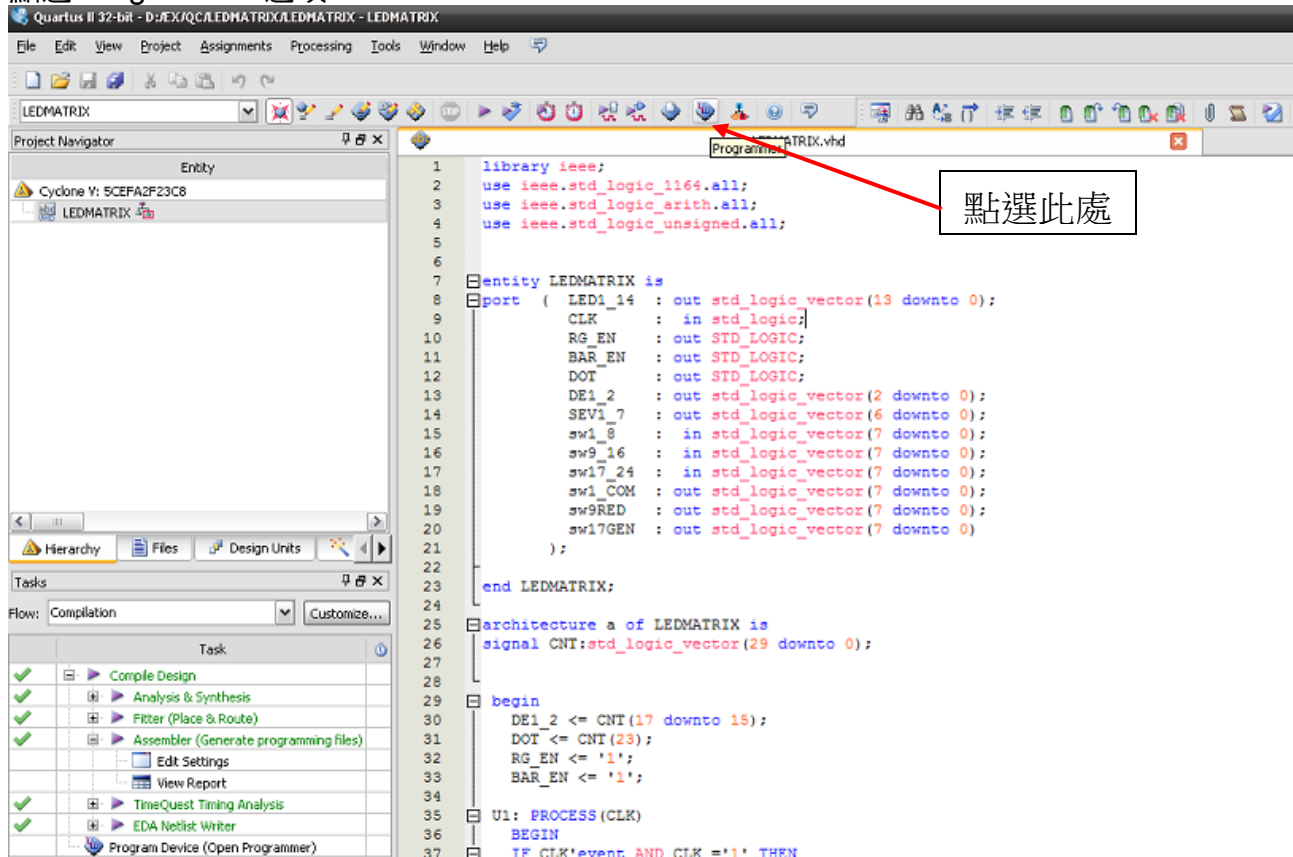 Quartus II 32-bit - D:/EX/QC/LEDMATRIX/LEDMATRIX - LEDMATRIX
File Edit View Project Assignments Processing Tools Window Help
LEDMATRIX
Project Navigator
Entity
Cyclone V: 5CEFA2F23C8
LEDMATRIX
Hierarchy Files Design Units
Tasks
Flow: Compilation Customize...
Task
Compile Design
Analysis & Synthesis
Fitter (Place & Route)
Assembler (Generate programming files)
Edit Settings
View Report
TimeQuest Timing Analysis
EDA Netlist Writer
Program Device (Open Programmer)
Programmer
ATRIX.vhd
點選此處
1 library ieee;
2 use ieee.std_logic_1164.all;
3 use ieee.std_logic_arith.all;
4 use ieee.std_logic_unsigned.all;
5
6
7 entity LEDMATRIX is
8 port ( LED1_14 : out std_logic_vector(13 downto 0);
9 CLK : in std_logic;
10 RG_EN : out STD_LOGIC;
11 BAR_EN : out STD_LOGIC;
12 DOT : out STD_LOGIC;
13 DE1_2 : out std_logic_vector(2 downto 0);
14 SEV1_7 : out std_logic_vector(6 downto 0);
15 sw1_8 : in std_logic_vector(7 downto 0);
16 sw9_16 : in std_logic_vector(7 downto 0);
17 sw17_24 : in std_logic_vector(7 downto 0);
18 sw1_COM : out std_logic_vector(7 downto 0);
19 sw9RED : out std_logic_vector(7 downto 0);
20 sw17GEN : out std_logic_vector(7 downto 0)
21 );
22
23 end LEDMATRIX;
24
25 architecture a of LEDMATRIX is
26 signal CNT:std_logic_vector(29 downto 0);
27
28
29 begin
30 DE1_2 <= CNT(17 downto 15);
31 DOT <= CNT(23);
32 RG_EN <= '1';
33 BAR_EN <= '1';
34
35 U1: PROCESS(CLK)
36 BEGIN
37 IF CLK'event AND CLK ='1' THEN